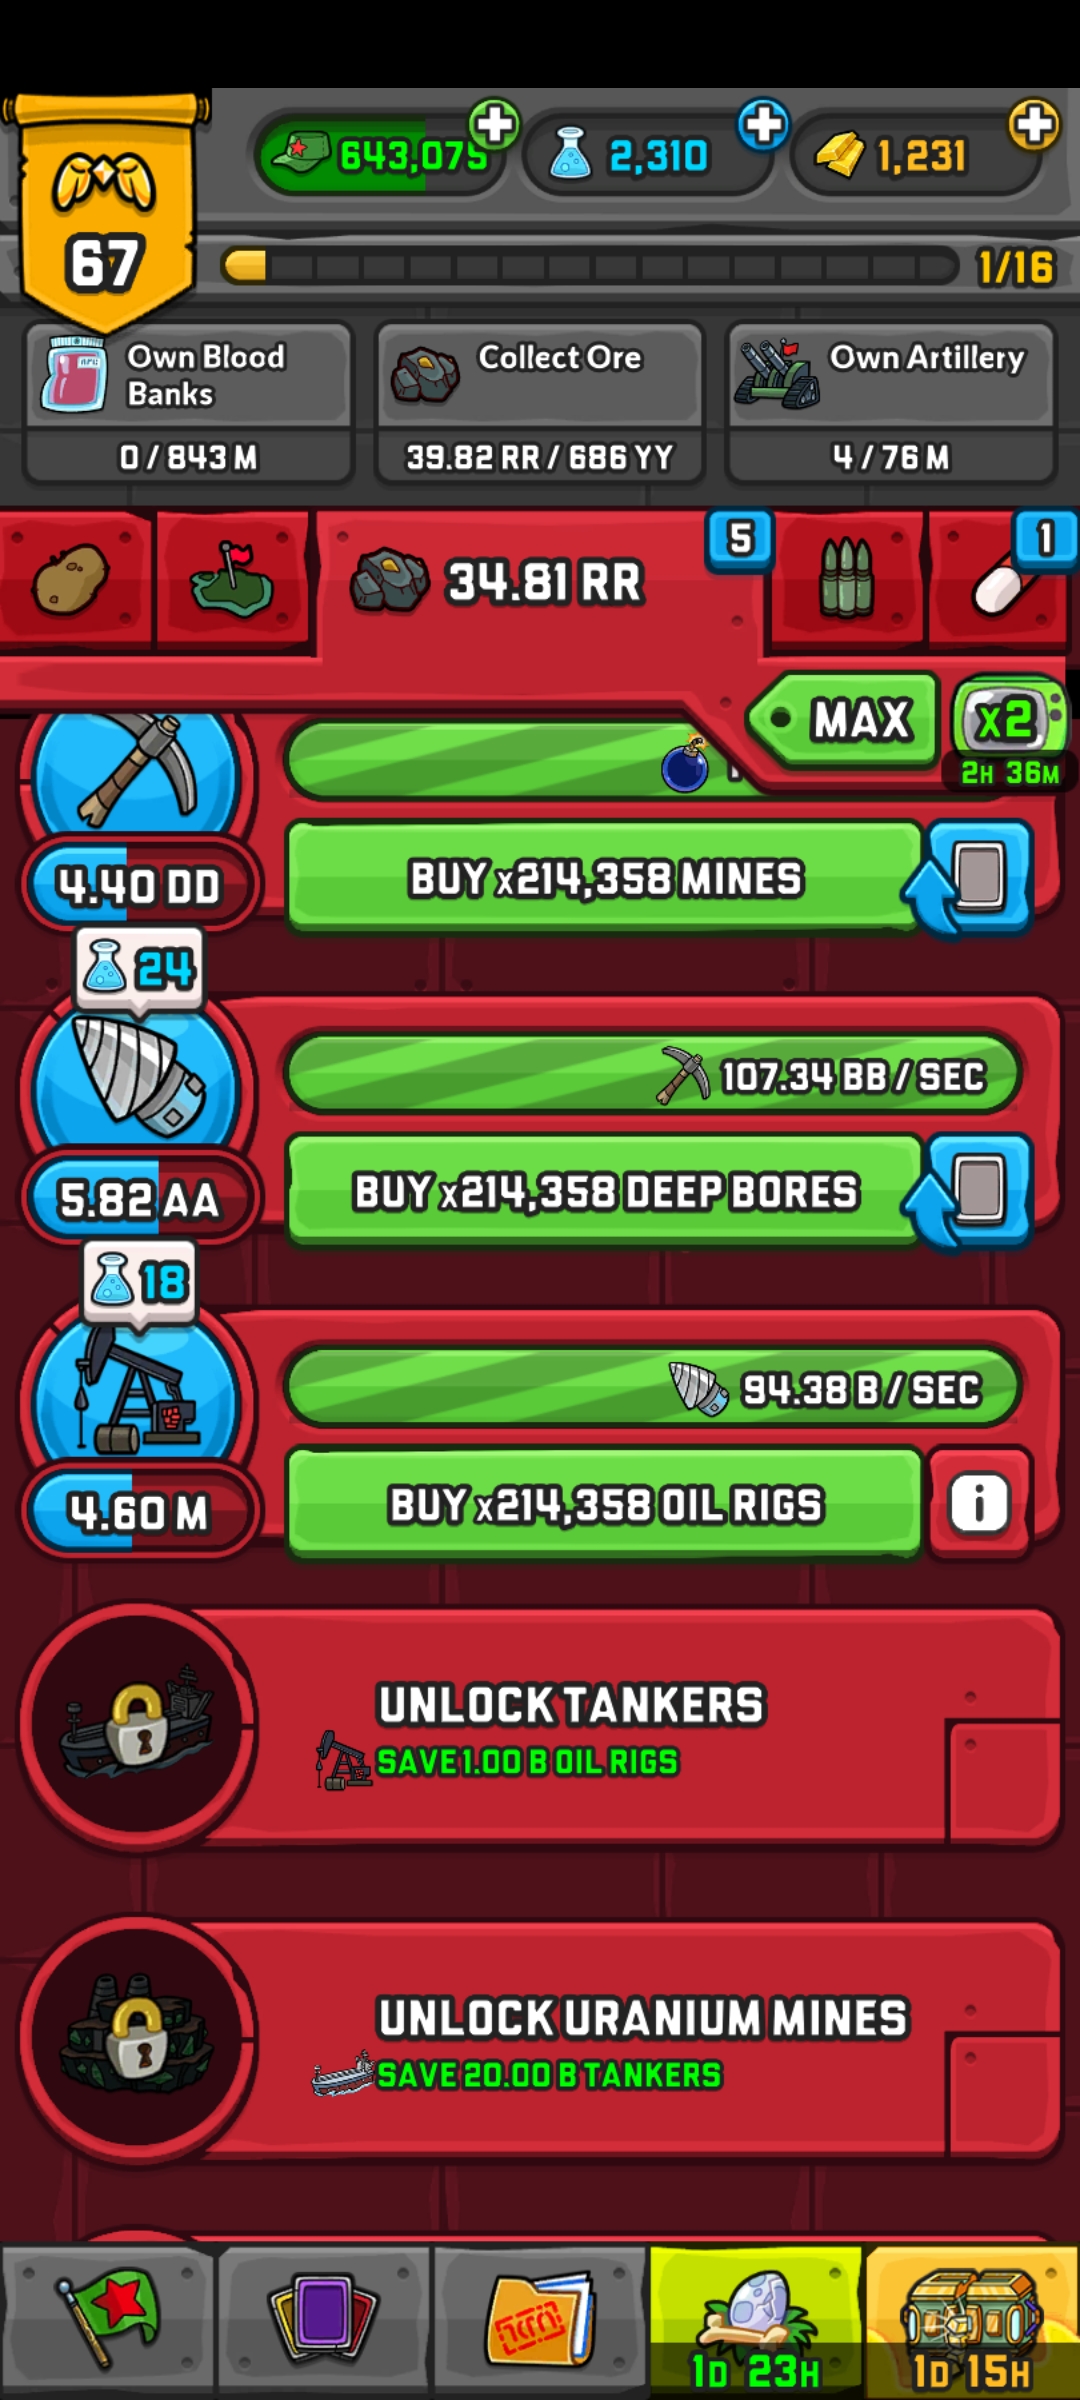 643,075
2,310
1,231
67
1/16
Own Blood
Banks
Collect Ore
Own Artillery
0 / 843 M
39.82 RR / 686 YY
4 / 76 M
34.81 RR
5
1
MAX
x2
2H 36M
4.40 DD
BUY x214,358 MINES
24
107.34 BB / SEC
5.82 AA
BUY x214,358 DEEP BORES
18
94.38 B / SEC
4.60 M
BUY x214,358 OIL RIGS
i
UNLOCK TANKERS
SAVE 1.00 B OIL RIGS
UNLOCK URANIUM MINES
SAVE 20.00 B TANKERS
1D 23H
1D 15H